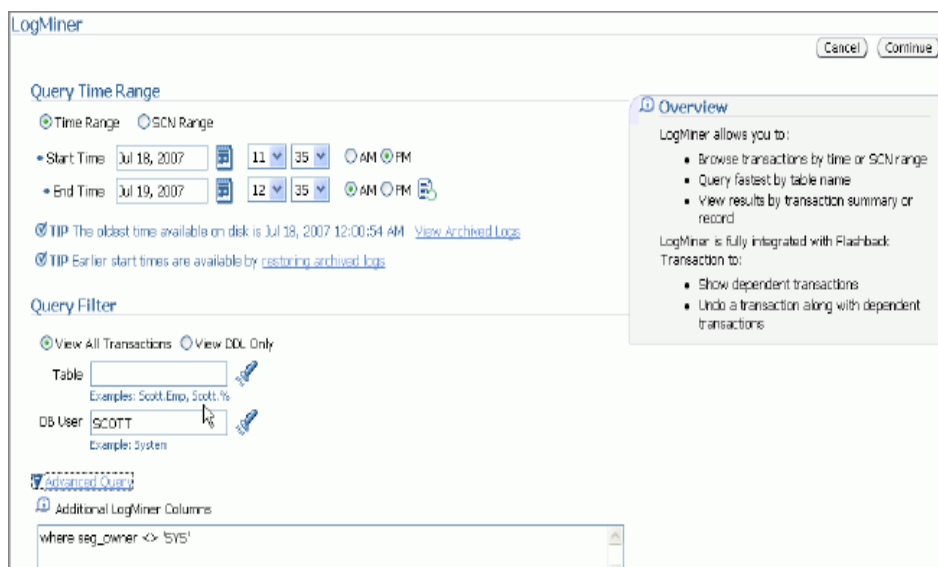 LogMiner
Cancel Continue
Query Time Range
Time Range SCN Range
Start Time Jul 18, 2007 11 35 AM PM
End Time Jul 19, 2007 12 35 AM PM
TIP The oldest time available on disk is Jul 18, 2007 12:00:54 AM View Archived Logs
TIP Earlier start times are available by restoring archived logs
Query Filter
View All Transactions View DDL Only
Table
Examples: Scott.Emp, Scott.%
DB User SCOTT
Example: System
Advanced Query
Additional LogMiner Columns
where seg_owner <> 'SYS'
Overview
LogMiner allows you to:
Browse transactions by time or SCN range
Query fastest by table name
View results by transaction summary or
record
LogMiner is fully integrated with Flashback
Transaction to:
Show dependent transactions
Undo a transaction along with dependent
transactions